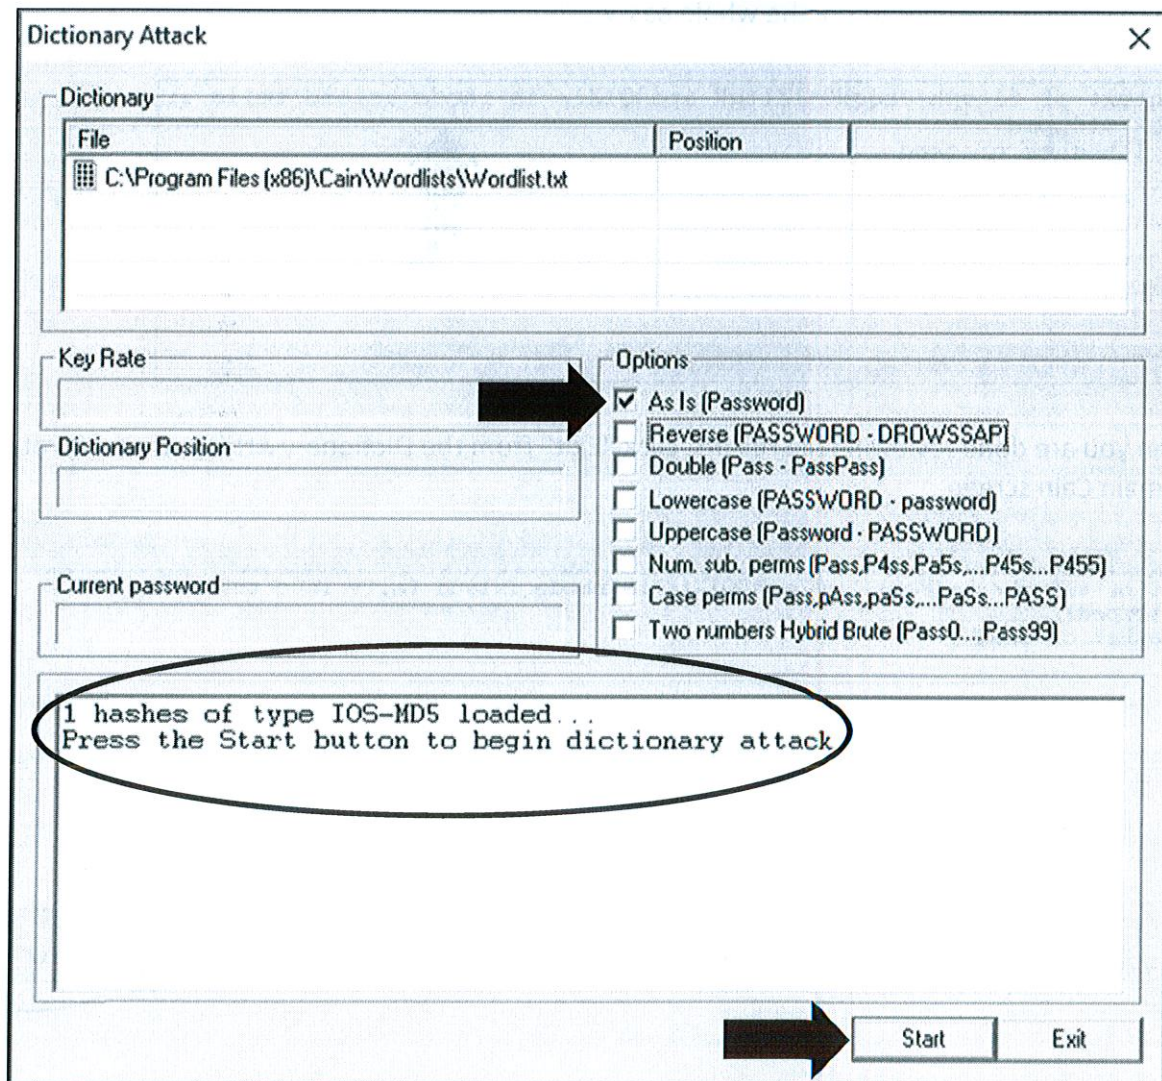 Dictionary Attack
Dictionary
File Position
C:\Program Files (x86)\Cain\Wordlists\Wordlist.txt
Key Rate
Dictionary Position
Current password
Options
As Is (Password)
Reverse (PASSWORD - DROWSSAP)
Double (Pass - PassPass)
Lowercase (PASSWORD - password)
Uppercase (Password - PASSWORD)
Num. sub. perms (Pass,P4ss,Pa5s,...P45s...P455)
Case perms (Pass,pAss,paSs,...PaSs...PASS)
Two numbers Hybrid Brute (Pass0....Pass99)
1 hashes of type IOS-MD5 loaded...
Press the Start button to begin dictionary attack
Start Exit